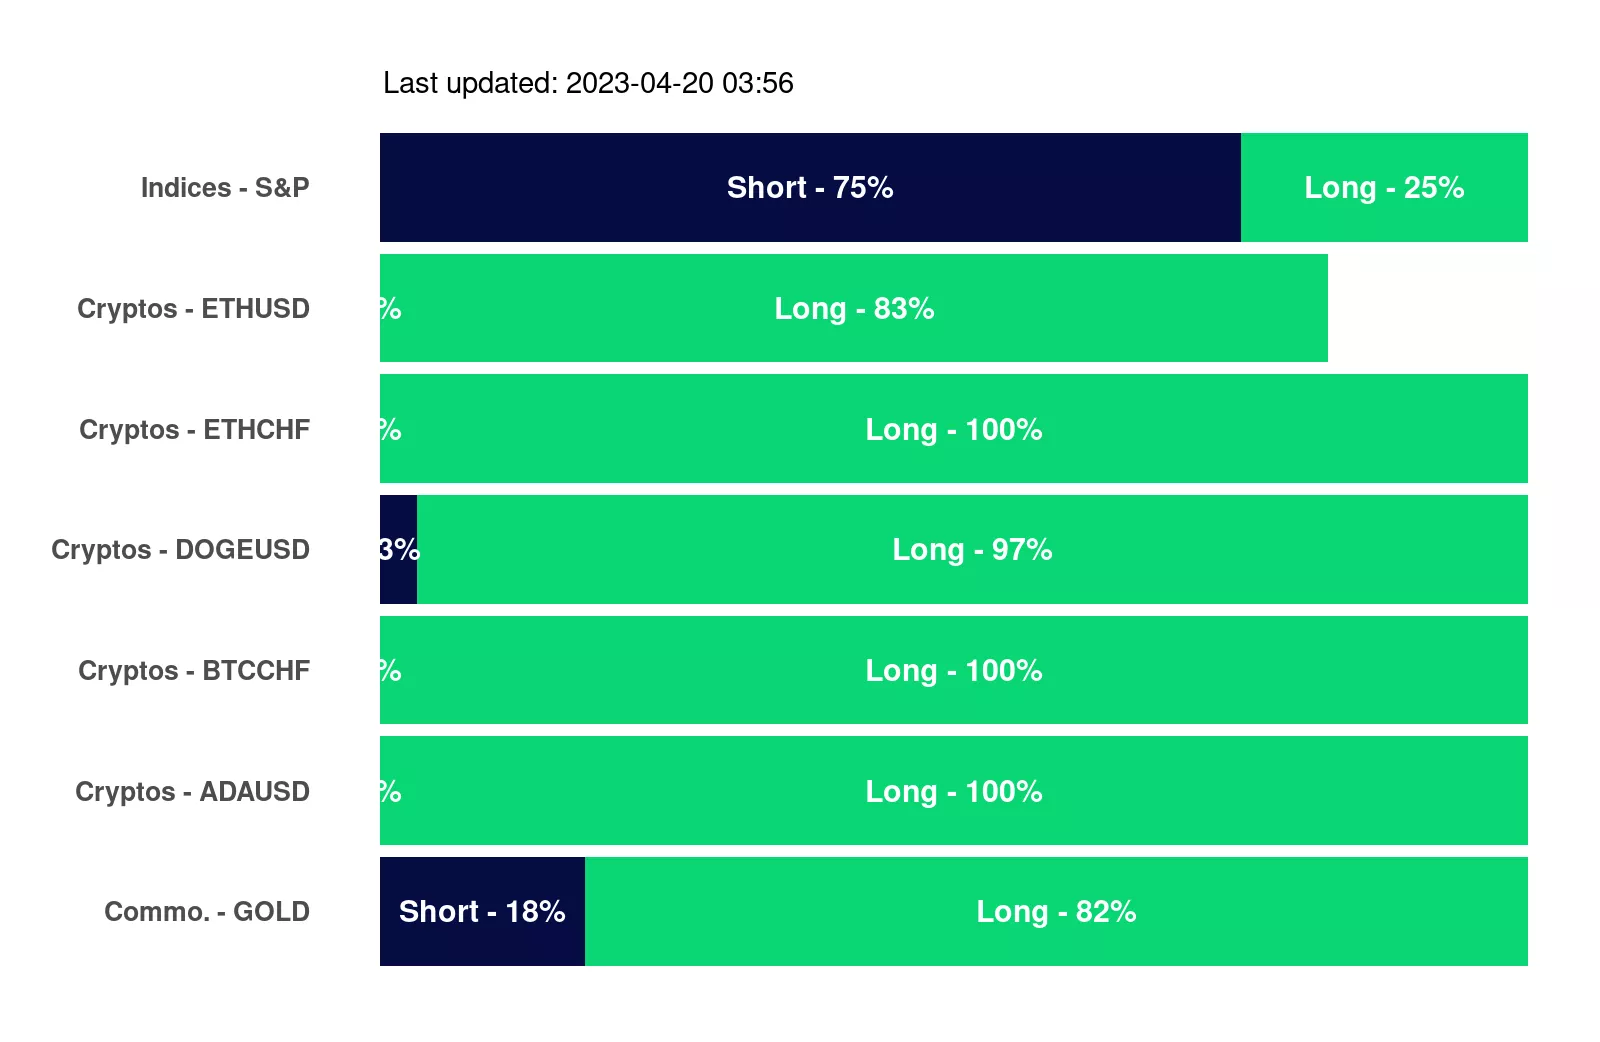 Last updated: 2023-04-20 03:56
Indices - S&P Short - 75% Long - 25%
Cryptos - ETHUSD % Long - 83%
Cryptos - ETHCHF % Long - 100%
Cryptos - DOGEUSD 3% Long - 97%
Cryptos - BTCCHF % Long - 100%
Cryptos - ADAUSD % Long - 100%
Commo. - GOLD Short - 18% Long - 82%